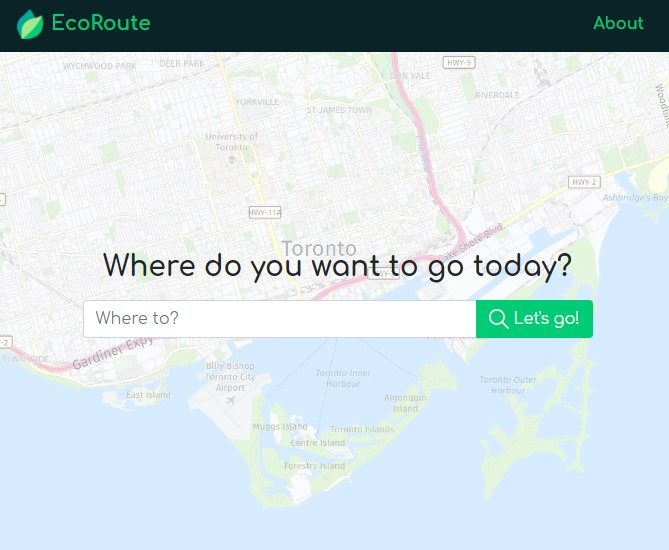 EcoRoute
About
HWY-5
WYCHWOOD PARK
DEER PARK
DON VALE
RIVERDALE
YORKVILLE
ST JAMES TOWN
University of
Toronto
HWY-2
Ashbridge's Bay
HWY-11A
Lake Shore Blvd.
Toronto
Where do you want to go today?
Where to?
Let's go!
Gardiner Expy
Billy Bishop
Toronto City
Airport
Toronto Inner
Harbour
Toronto Outer
Harbour
East Island
Algonquin
Island
Muggs Island
Toronto Islands
Centre Island
Forestry Island